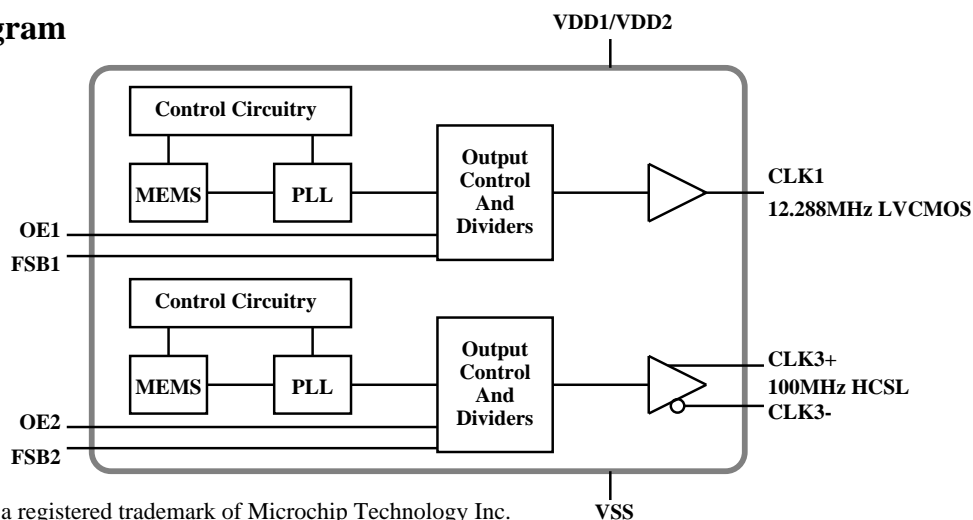 gram
VDD1/VDD2
Control Circuitry
MEMS
PLL
Output
Control
And
Dividers
CLK1
12.288MHz LVCMOS
OE1
FSB1
Control Circuitry
MEMS
PLL
Output
Control
And
Dividers
CLK3+
100MHz HCSL
CLK3-
OE2
FSB2
VSS
a registered trademark of Microchip Technology Inc.